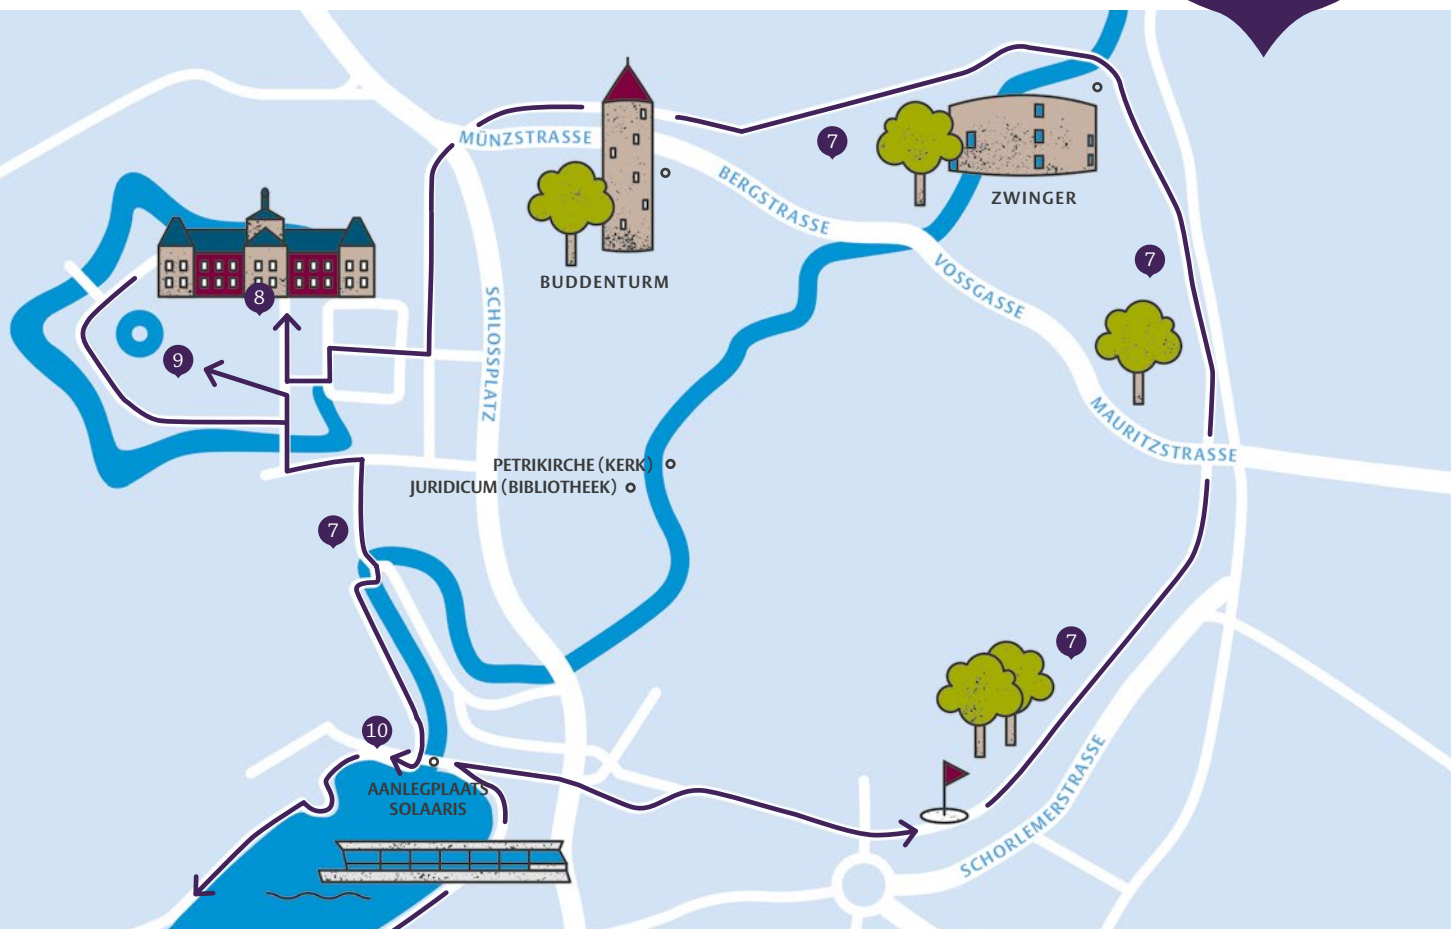 MÜNZSTRASSE
7
BERGSTRASSE
ZWINGER
BUDDENTURM
VOSSGASSE
7
8
SCHLOSSPLATZ
9
MAURITZSTRASSE
PETRIKIRCHE (KERK)
JURIDICUM (BIBLIOTHEEK)
7
7
10
AANLEGPLAATS
SOLAARIS
SCHORLEMERSTRASSE